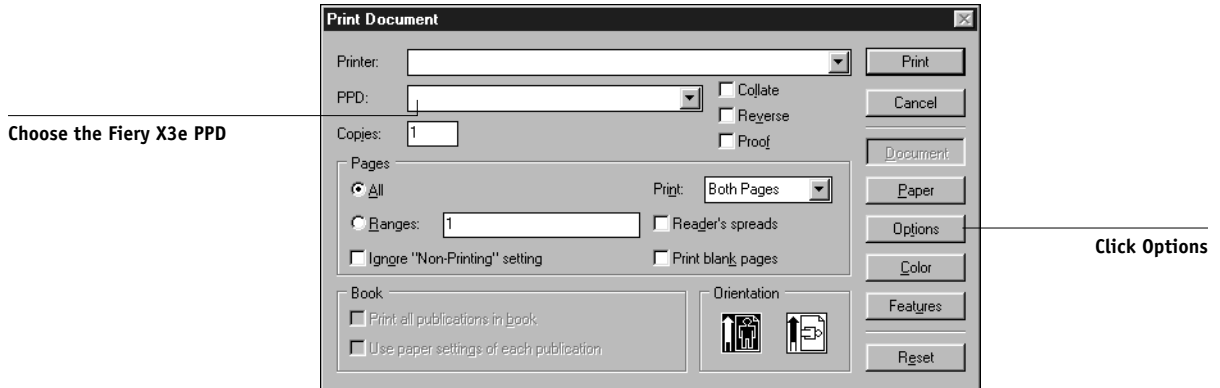 Print Document
Printer:
Print
PPD:
Collate
Cancel
Choose the Fiery X3e PPD
Reverse
Copies: 1
Proof
Document
Pages
All
Print: Both Pages
Paper
Ranges: 1
Reader's spreads
Options
Click Options
Ignore "Non-Printing" setting
Print blank pages
Color
Book
Orientation
Print all publications in book
Features
Use paper settings of each publication
Reset